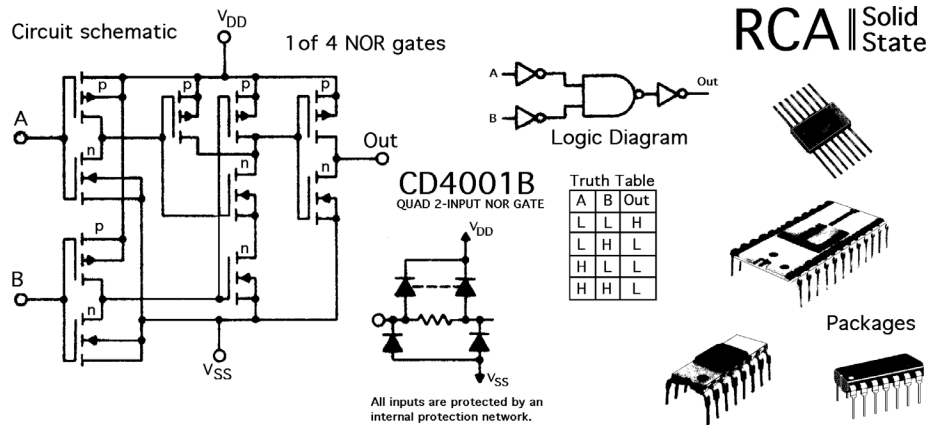 Circuit schematic
VDD
1 of 4 NOR gates
RCA
Solid
State
p
p
p
p
p
n
n
n
n
n
A
B
Out
VSS
A
B
Out
Logic Diagram
CD4001B
QUAD 2-INPUT NOR GATE
VDD
VSS
All inputs are protected by an
internal protection network.
Truth Table
A B Out
L L H
L H L
H L L
H H L
Packages